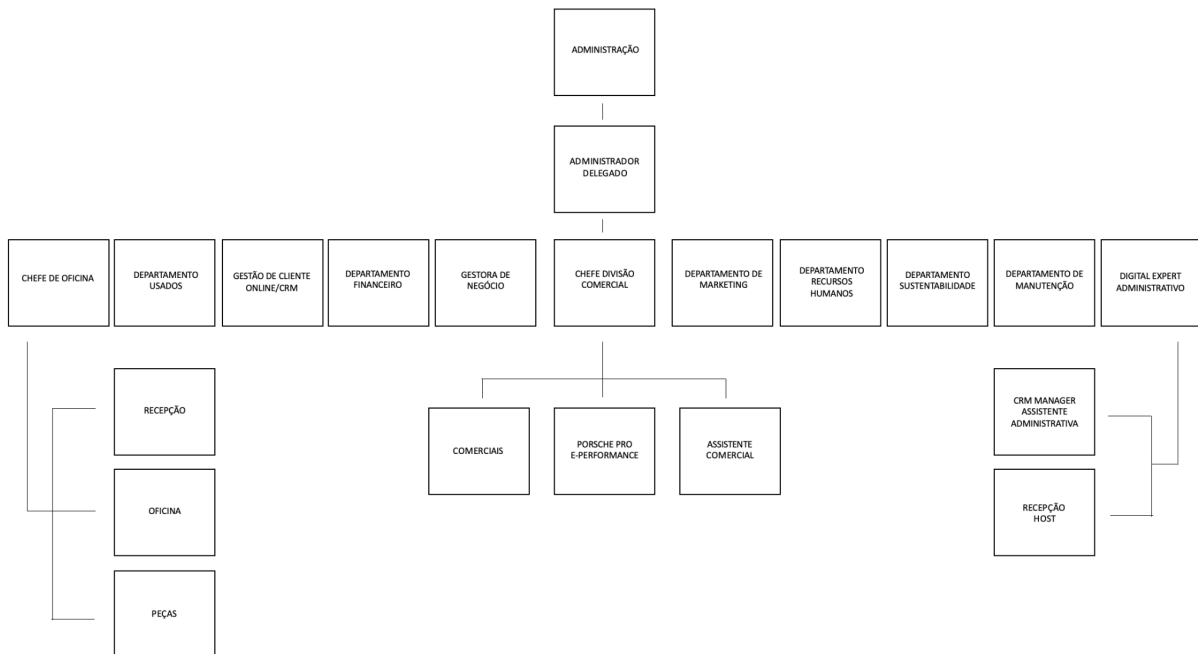 ADMINISTRAÇÃO
ADMINISTRADOR
DELEGADO
CHEFE DE OFICINA
DEPARTAMENTO
USADOS
GESTÃO DE CLIENTE
ONLINE/CRM
DEPARTAMENTO
FINANCEIRO
GESTORA DE
NEGÓCIO
CHEFE DIVISÃO
COMERCIAL
DEPARTAMENTO DE
MARKETING
DEPARTAMENTO
RECURSOS
HUMANOS
DEPARTAMENTO
SUSTENTABILIDADE
DEPARTAMENTO DE
MANUTENÇÃO
DIGITAL EXPERT
ADMINISTRATIVO
RECEPÇÃO
OFICINA
PEÇAS
COMERCIAIS
PORSCHE PRO
E-PERFORMANCE
ASSISTENTE
COMERCIAL
CRM MANAGER
ASSISTENTE
ADMINISTRATIVA
RECEPÇÃO
HOST